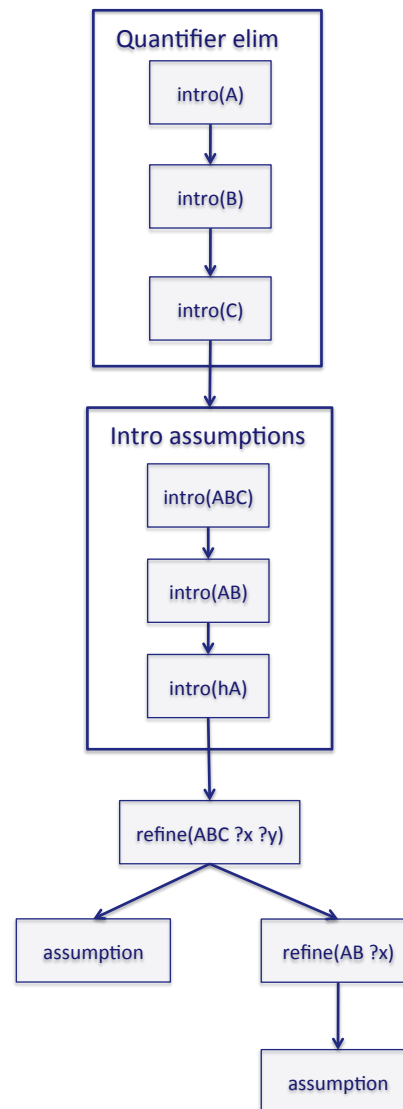 Quantifier elim
intro(A)
intro(B)
intro(C)
Intro assumptions
intro(ABC)
intro(AB)
intro(hA)
refine(ABC ?x ?y)
assumption
refine(AB ?x)
assumption